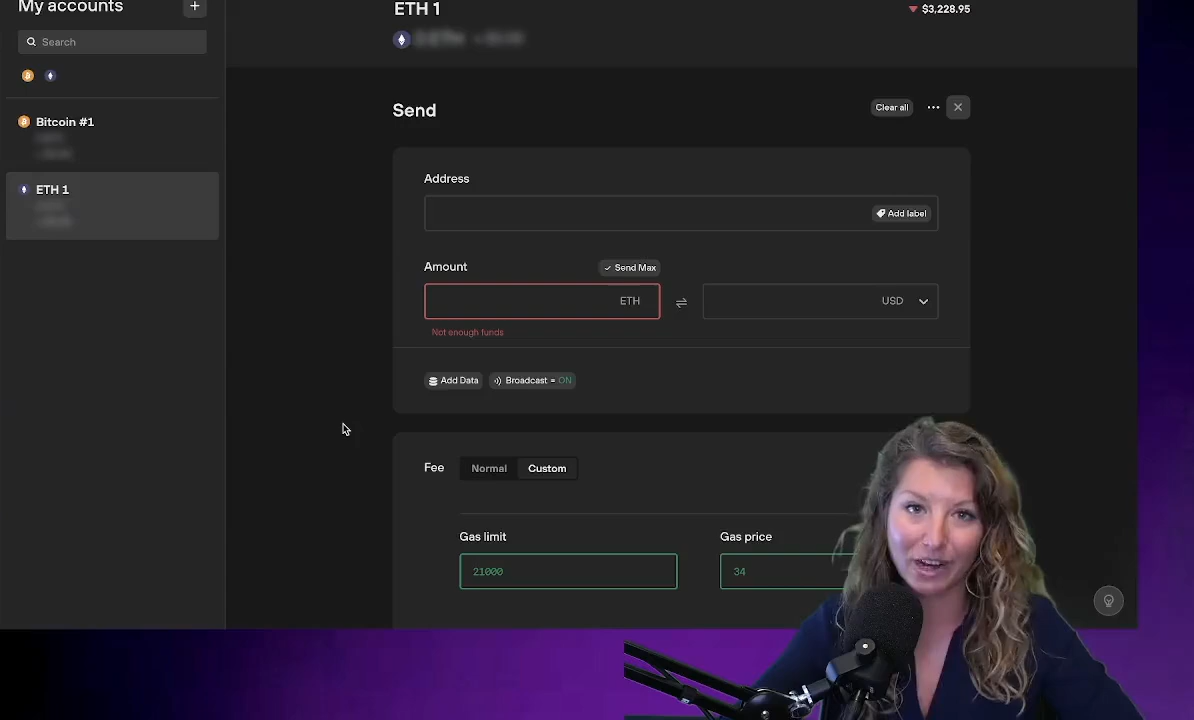 My accounts
+
Search
Bitcoin #1
ETH 1
ETH 1
$3,228.95
Send
Clear all
Address
Add label
Amount
Send Max
ETH
USD
Not enough funds
Add Data
Broadcast = ON
Fee
Normal
Custom
Gas limit
Gas price
21000
34